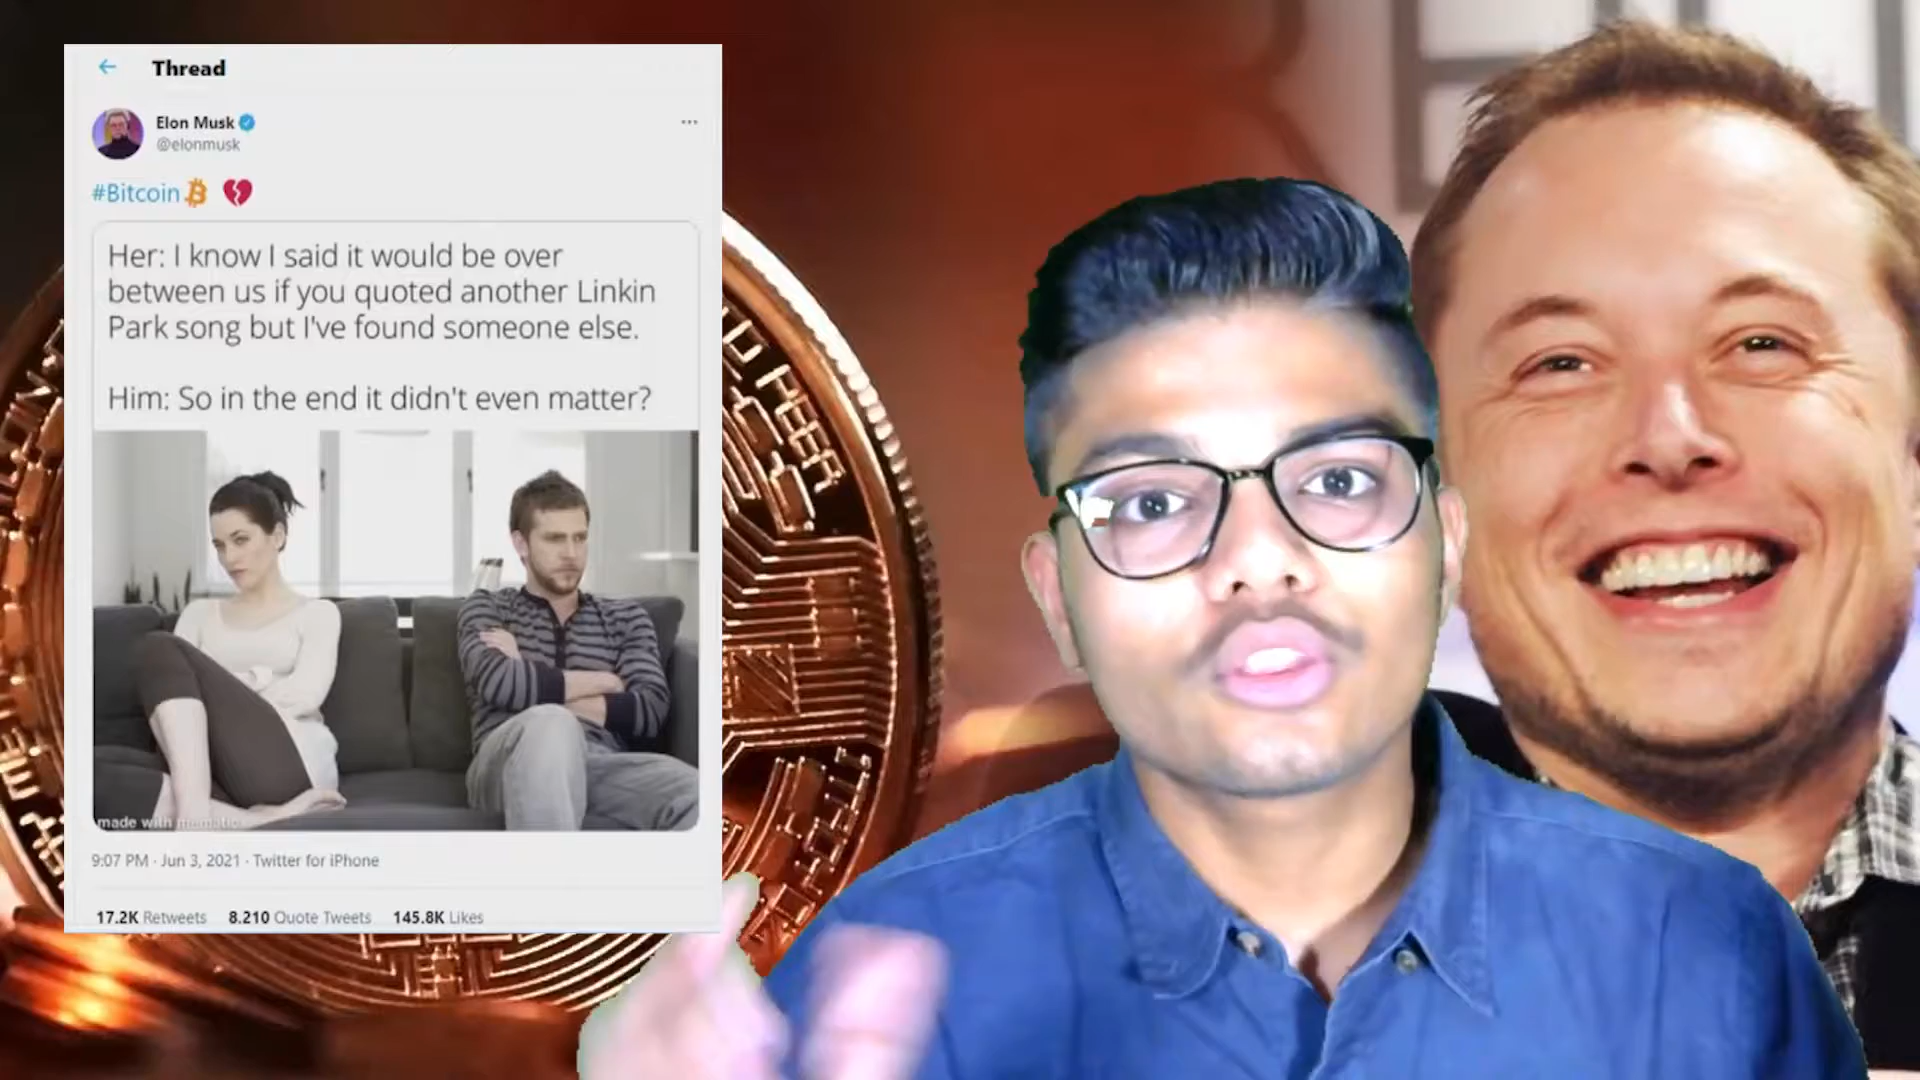 Thread
Elon Musk
@elonmusk
#Bitcoin
Her: I know I said it would be over
between us if you quoted another Linkin
Park song but I've found someone else.
Him: So in the end it didn't even matter?
made with mematic
9:07 PM · Jun 3, 2021 · Twitter for iPhone
17.2K Retweets 8.210 Quote Tweets 145.8K Likes